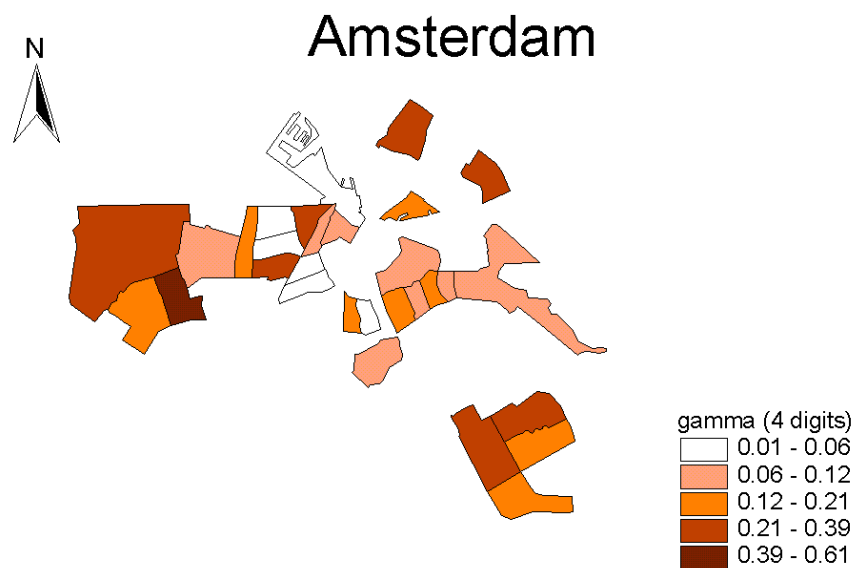 Amsterdam
N
gamma (4 digits)
0.01 - 0.06
0.06 - 0.12
0.12 - 0.21
0.21 - 0.39
0.39 - 0.61